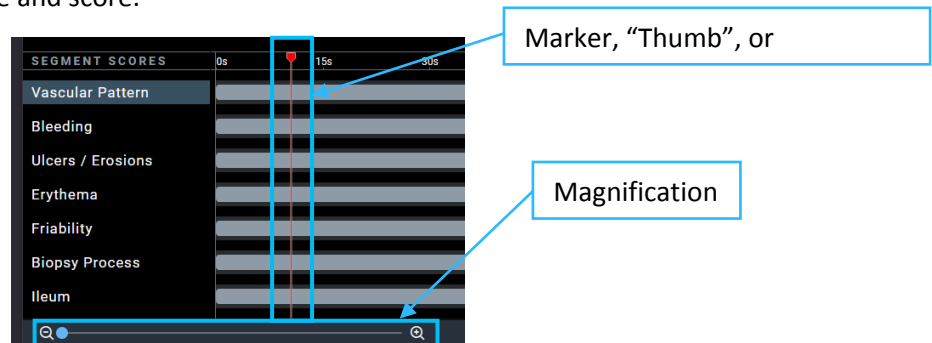 e and score.
Marker, “Thumb”, or
SEGMENT SCORES 0s 15s 30s
Vascular Pattern
Bleeding
Ulcers / Erosions
Magnification
Erythema
Friability
Biopsy Process
Ileum